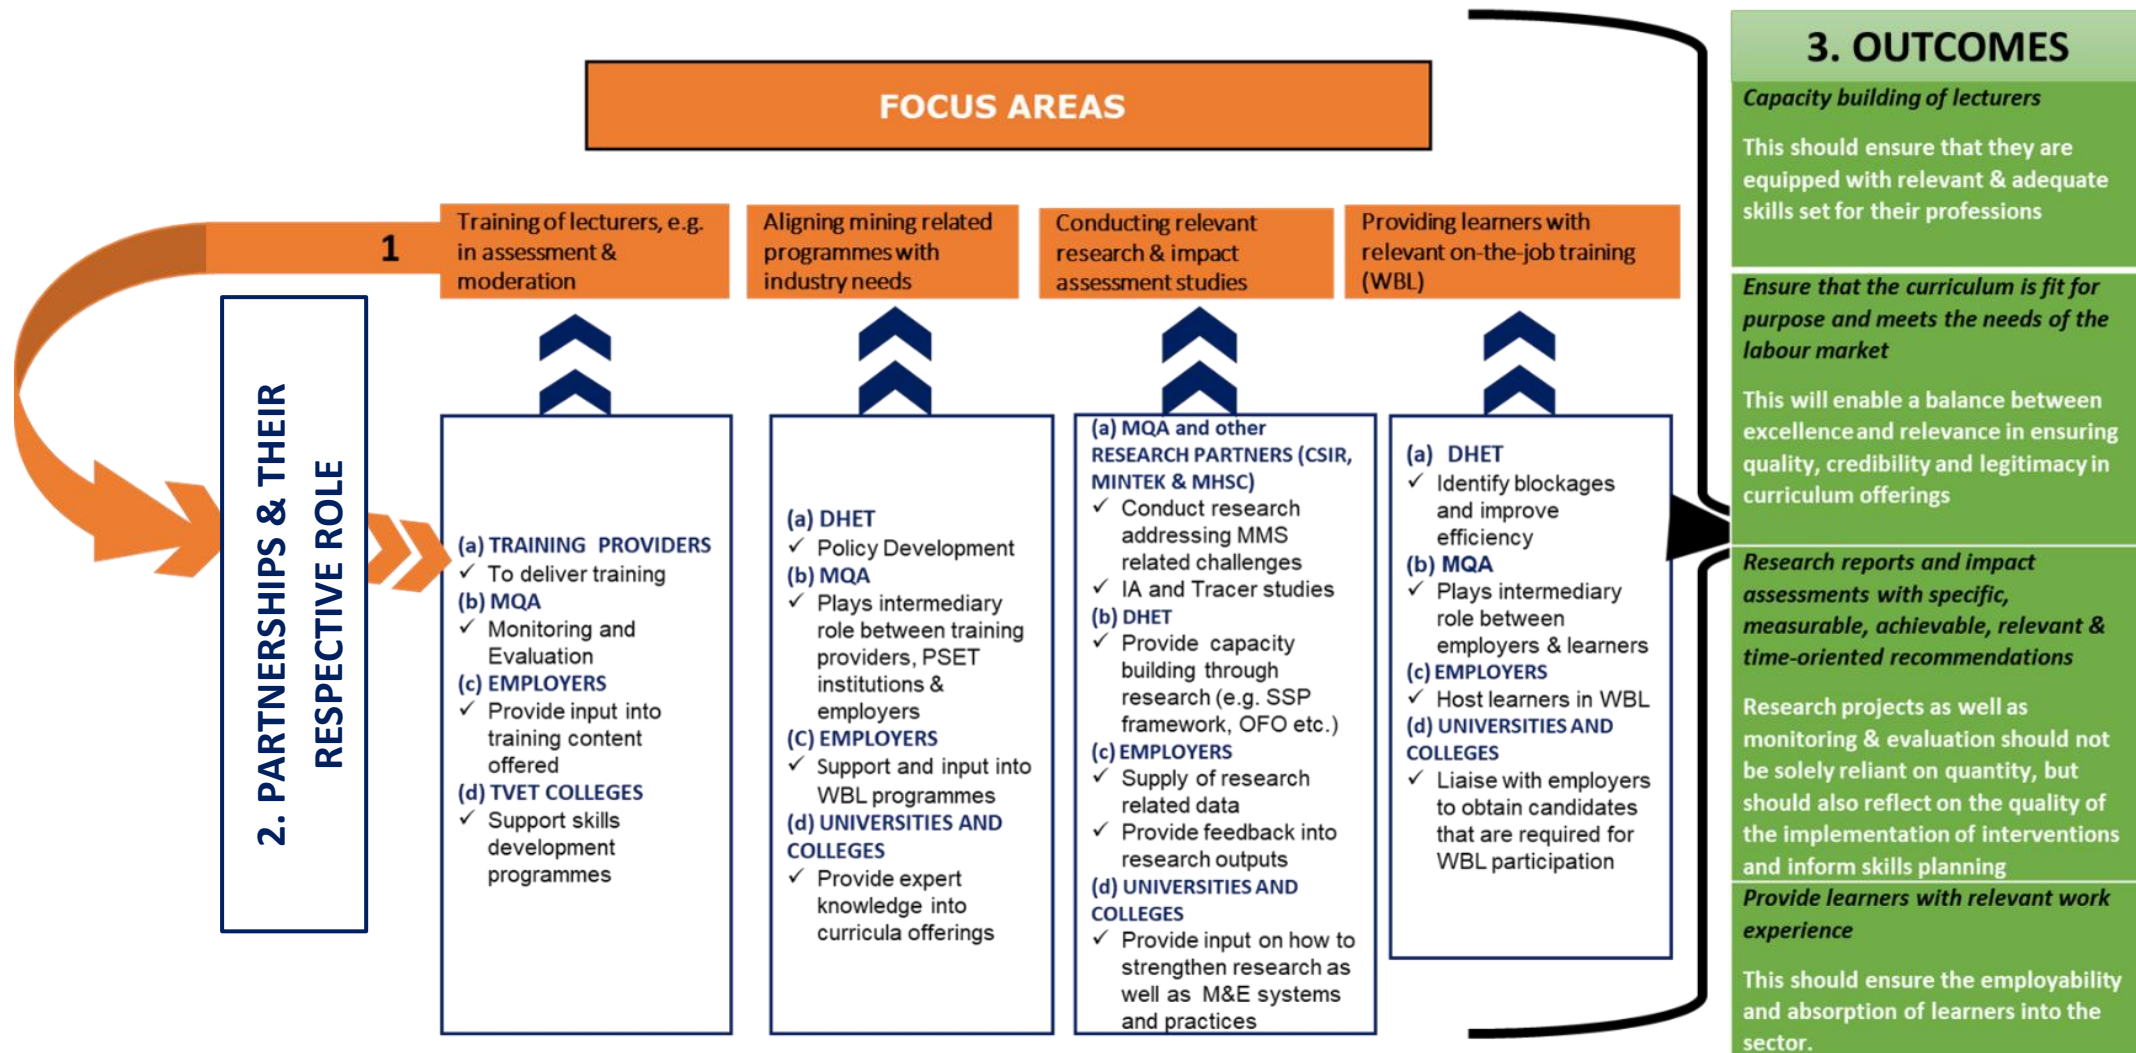 FOCUS AREAS
1
Training of lecturers, e.g.
in assessment &
moderation
Aligning mining related
programmes with
industry needs
Conducting relevant
research & impact
assessment studies
Providing learners with
relevant on-the-job training
(WBL)
2. PARTNERSHIPS & THEIR
RESPECTIVE ROLE
(a) TRAINING PROVIDERS
✓ To deliver training
(b) MQA
✓ Monitoring and
Evaluation
(c) EMPLOYERS
✓ Provide input into
training content
offered
(d) TVET COLLEGES
✓ Support skills
development
programmes
(a) DHET
✓ Policy Development
(b) MQA
✓ Plays intermediary
role between training
providers, PSET
institutions &
employers
(C) EMPLOYERS
✓ Support and input into
WBL programmes
(d) UNIVERSITIES AND
COLLEGES
✓ Provide expert
knowledge into
curricula offerings
(a) MQA and other
RESEARCH PARTNERS (CSIR,
MINTEK & MHSC)
✓ Conduct research
addressing MMS
related challenges
✓ IA and Tracer studies
(b) DHET
✓ Provide capacity
building through
research (e.g. SSP
framework, OFO etc.)
(c) EMPLOYERS
✓ Supply of research
related data
✓ Provide feedback into
research outputs
(d) UNIVERSITIES AND
COLLEGES
✓ Provide input on how to
strengthen research as
well as M&E systems
and practices
(a) DHET
✓ Identify blockages
and improve
efficiency
(b) MQA
✓ Plays intermediary
role between
employers & learners
(c) EMPLOYERS
✓ Host learners in WBL
(d) UNIVERSITIES AND
COLLEGES
✓ Liaise with employers
to obtain candidates
that are required for
WBL participation
3. OUTCOMES
Capacity building of lecturers
This should ensure that they are
equipped with relevant & adequate
skills set for their professions
Ensure that the curriculum is fit for
purpose and meets the needs of the
labour market
This will enable a balance between
excellence and relevance in ensuring
quality, credibility and legitimacy in
curriculum offerings
Research reports and impact
assessments with specific,
measurable, achievable, relevant &
time-oriented recommendations
Research projects as well as
monitoring & evaluation should not
be solely reliant on quantity, but
should also reflect on the quality of
the implementation of interventions
and inform skills planning
Provide learners with relevant work
experience
This should ensure the employability
and absorption of learners into the
sector.